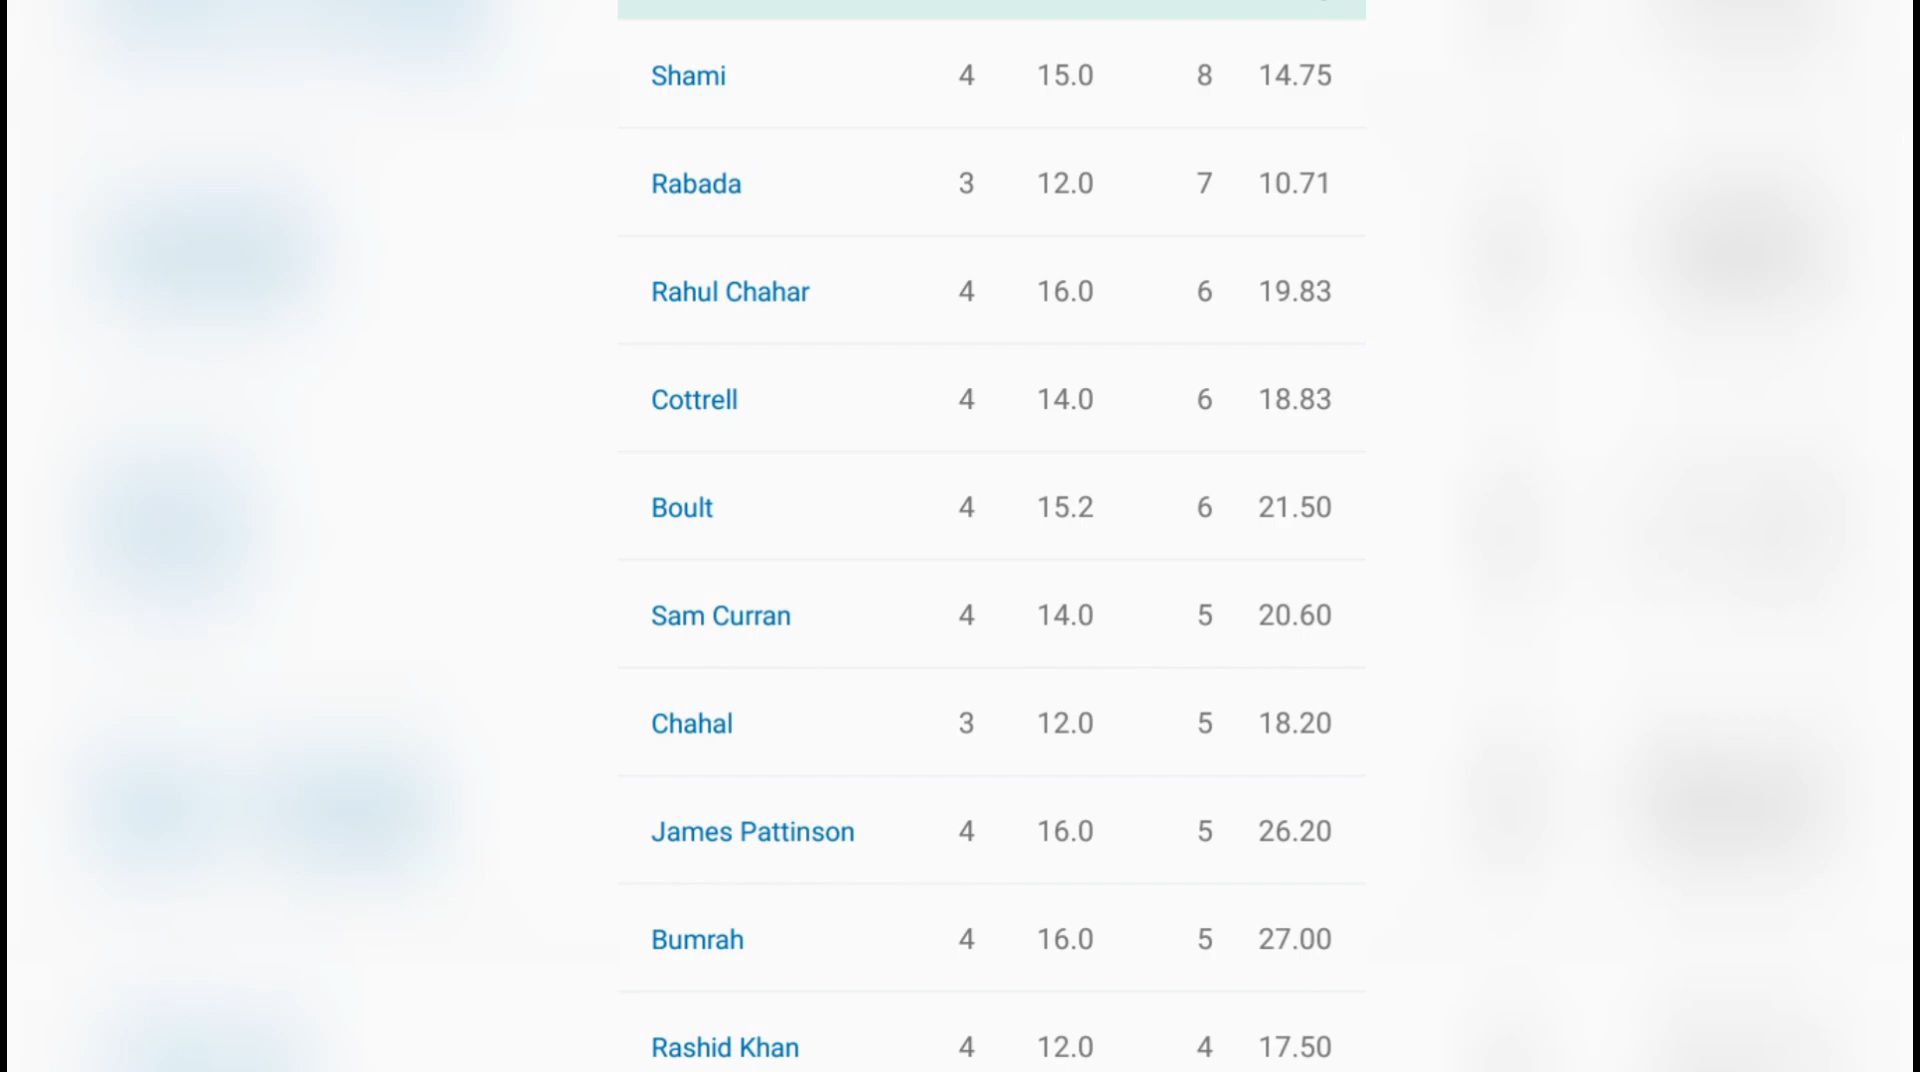 Shami 4 15.0 8 14.75
Rabada 3 12.0 7 10.71
Rahul Chahar 4 16.0 6 19.83
Cottrell 4 14.0 6 18.83
Boult 4 15.2 6 21.50
Sam Curran 4 14.0 5 20.60
Chahal 3 12.0 5 18.20
James Pattinson 4 16.0 5 26.20
Bumrah 4 16.0 5 27.00
Rashid Khan 4 12.0 4 17.50